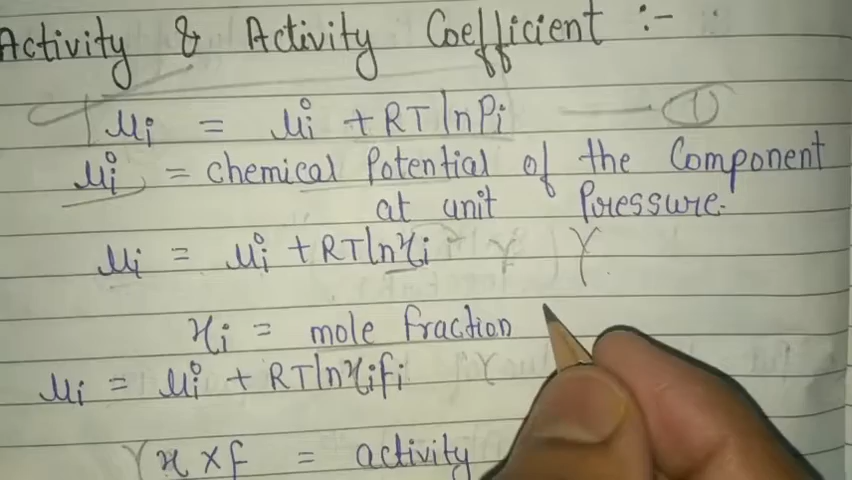 Activity & Activity Coefficient :-
μi = μi° + RT ln Pi — (1)
μi° = chemical Potential of the Component
at unit Pressure.
μi = μi° + RT ln xi γ
xi = mole fraction
μi = μi° + RT ln xi fi γ
γ x × f = activity